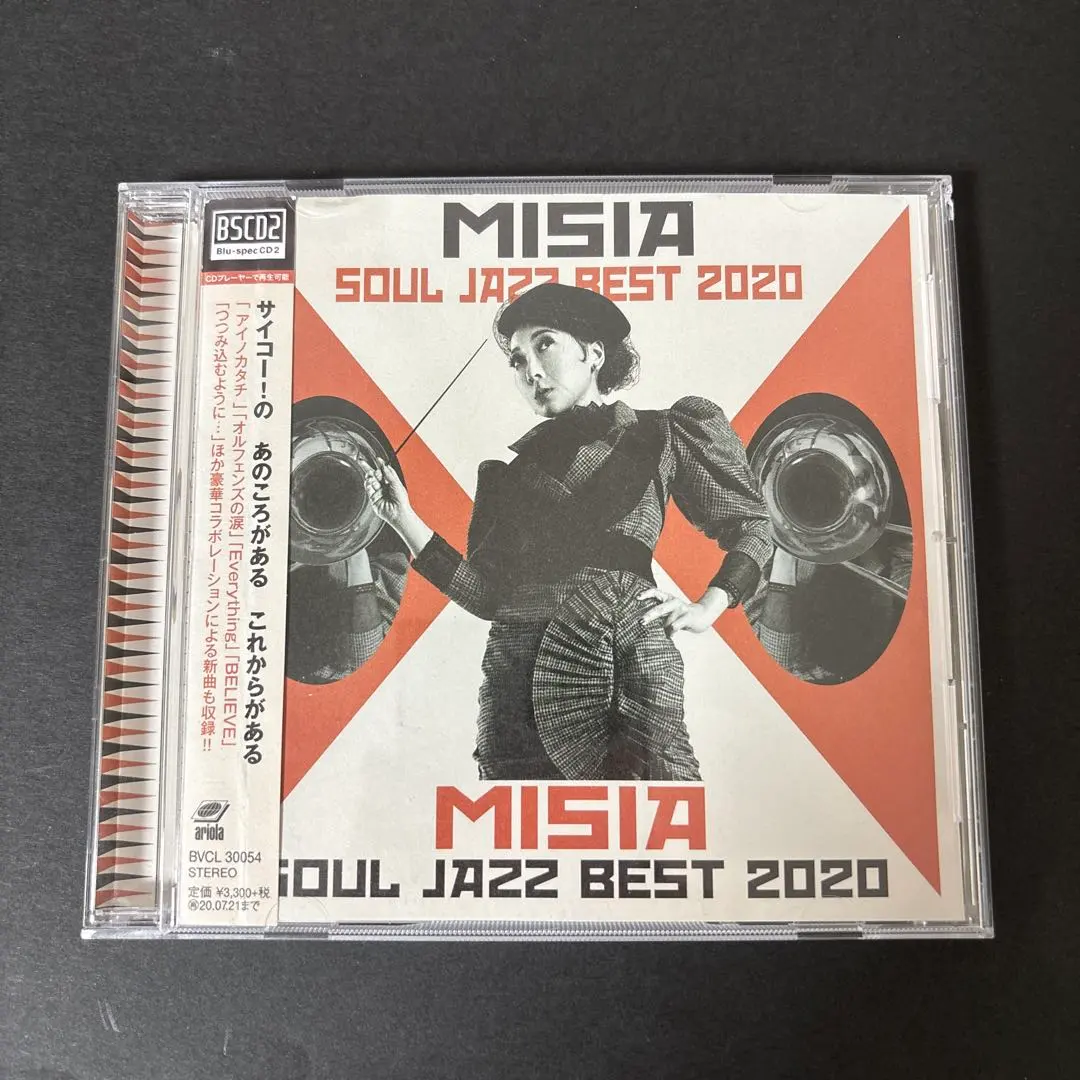 BSCD2
Blu-spec CD2
CDプレーヤーで再生可能
サイコー!の あのころがある これからがある
「アイノカタチ」「オルフェンズの涙」「Everything」「BELIEVE」
「つつみ込むように…」ほか豪華コラボレーションによる新曲も収録!!
ariola
BVCL 30054
STEREO
定価 ¥3,300+税
㊟20.07.21まで
MISIA
SOUL JAZZ BEST 2020
MISIA
SOUL JAZZ BEST 2020